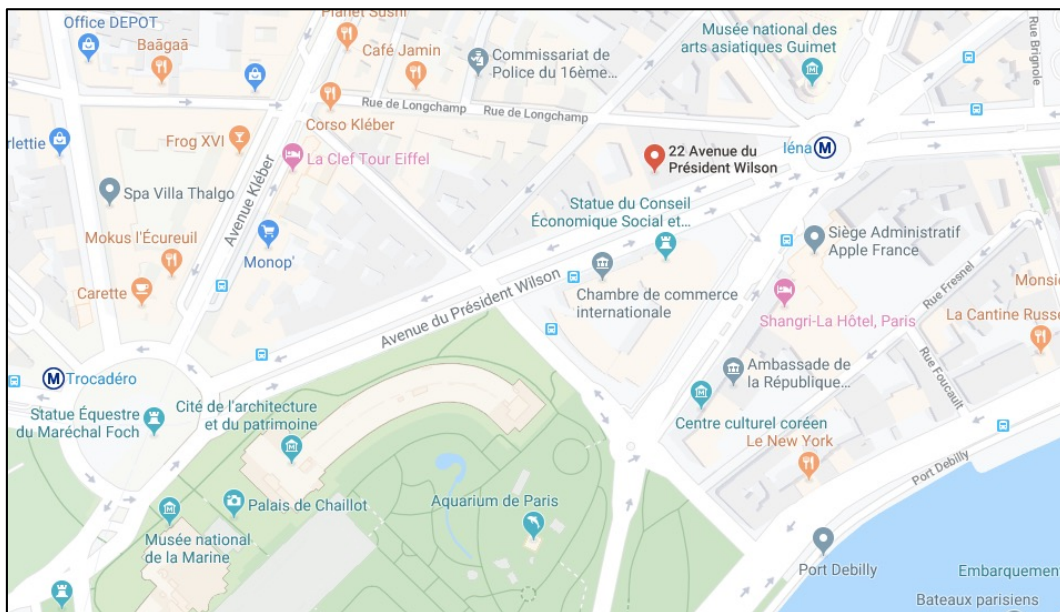 Planet Sushi
Office DEPOT
Baāgaā
Café Jamin
Commissariat de
Police du 16ème...
Musée national des
arts asiatiques Guimet
Rue Brignole
Rue de Longchamp
Rue de Longchamp
Corso Kléber
rlettie
Frog XVI
La Clef Tour Eiffel
Iéna
M
22 Avenue du
Président Wilson
Spa Villa Thalgo
Avenue Kléber
Statue du Conseil
Économique Social et...
Siège Administratif
Apple France
Mokus l'Écureuil
Monop'
Carette
Chambre de commerce
internationale
Avenue du Président Wilson
Rue Fresnel
Monsie
Shangri-La Hôtel, Paris
La Cantine Russe
Rue Foucault
M
Trocadéro
Ambassade de
la République...
Statue Équestre
du Maréchal Foch
Cité de l'architecture
et du patrimoine
Centre culturel coréen
Le New York
Port Debilly
Palais de Chaillot
Aquarium de Paris
Musée national
de la Marine
Port Debilly
Embarquement
Bateaux parisiens